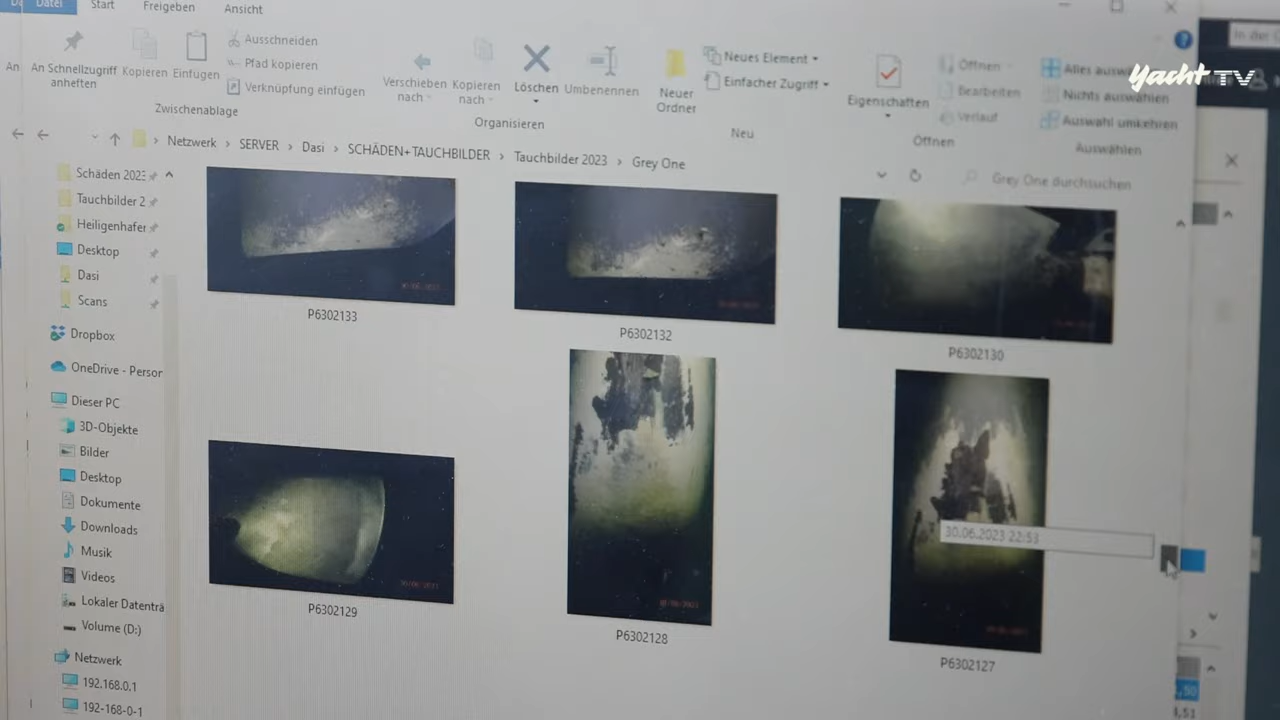 Datei
Start
Freigeben
Ansicht
An Schnellzugriff
anheften
Kopieren
Einfügen
Ausschneiden
Pfad kopieren
Verknüpfung einfügen
Zwischenablage
Verschieben
nach
Kopieren
nach
Löschen
Umbenennen
Organisieren
Neuer
Ordner
Neues Element
Einfacher Zugriff
Neu
Eigenschaften
Öffnen
Bearbeiten
Verlauf
Öffnen
Alles auswä
Nichts auswählen
Auswahl umkehren
Auswählen
yacht TV
Netzwerk > SERVER > Dasi > SCHÄDEN+TAUCHBILDER > Tauchbilder 2023 > Grey One
Grey One durchsuchen
Schäden 2023
Tauchbilder 2
Heiligenhafer
Desktop
Dasi
Scans
Dropbox
OneDrive - Persor
Dieser PC
3D-Objekte
Bilder
Desktop
Dokumente
Downloads
Musik
Videos
Lokaler Datenträ
Volume (D:)
Netzwerk
192.168.0.1
192-168-0-1
P6302133
P6302132
P6302130
P6302129
P6302128
P6302127
30.06.2023 22:53